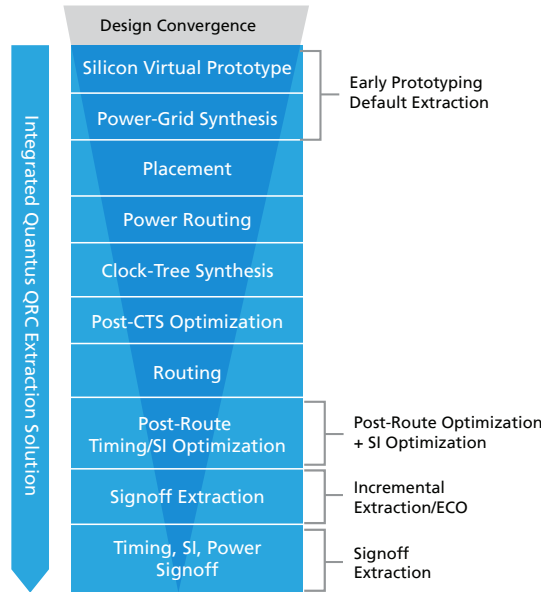 Design Convergence
Silicon Virtual Prototype
Power-Grid Synthesis
Placement
Power Routing
Clock-Tree Synthesis
Post-CTS Optimization
Routing
Post-Route
Timing/SI Optimization
Signoff Extraction
Timing, SI, Power
Signoff
Integrated Quantus QRC Extraction Solution
Early Prototyping
Default Extraction
Post-Route Optimization
+ SI Optimization
Incremental
Extraction/ECO
Signoff
Extraction